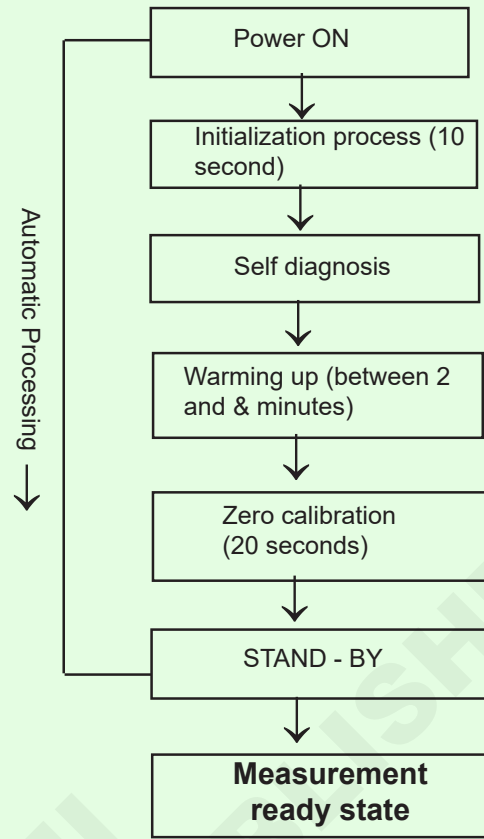 Power ON
Initialization process (10
second)
Self diagnosis
Automatic Processing
Warming up (between 2
and & minutes)
Zero calibration
(20 seconds)
STAND - BY
Measurement
ready state